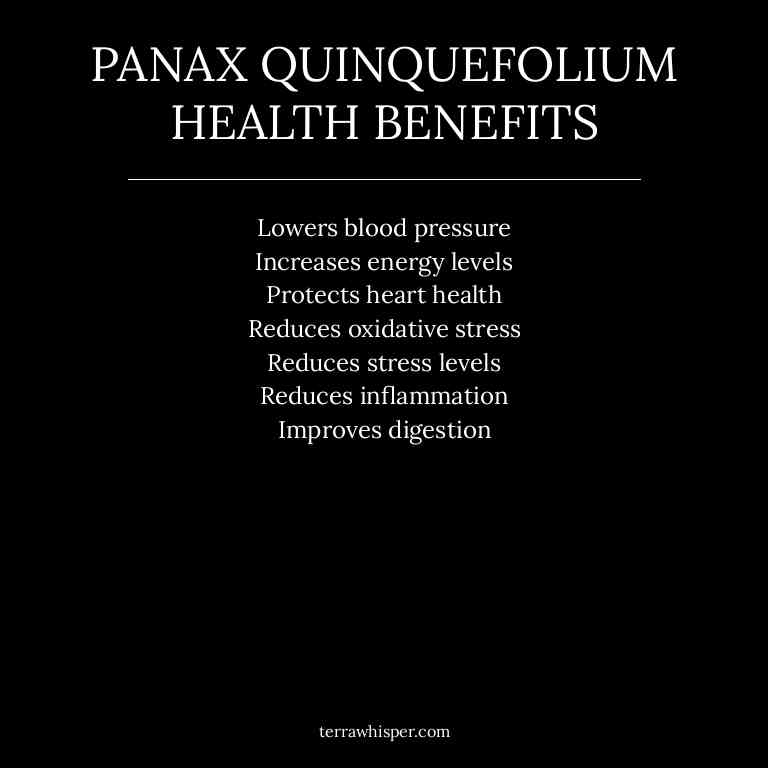 PANAX QUINQUEFOLIUM
HEALTH BENEFITS
Lowers blood pressure
Increases energy levels
Protects heart health
Reduces oxidative stress
Reduces stress levels
Reduces inflammation
Improves digestion
terrawhisper.com